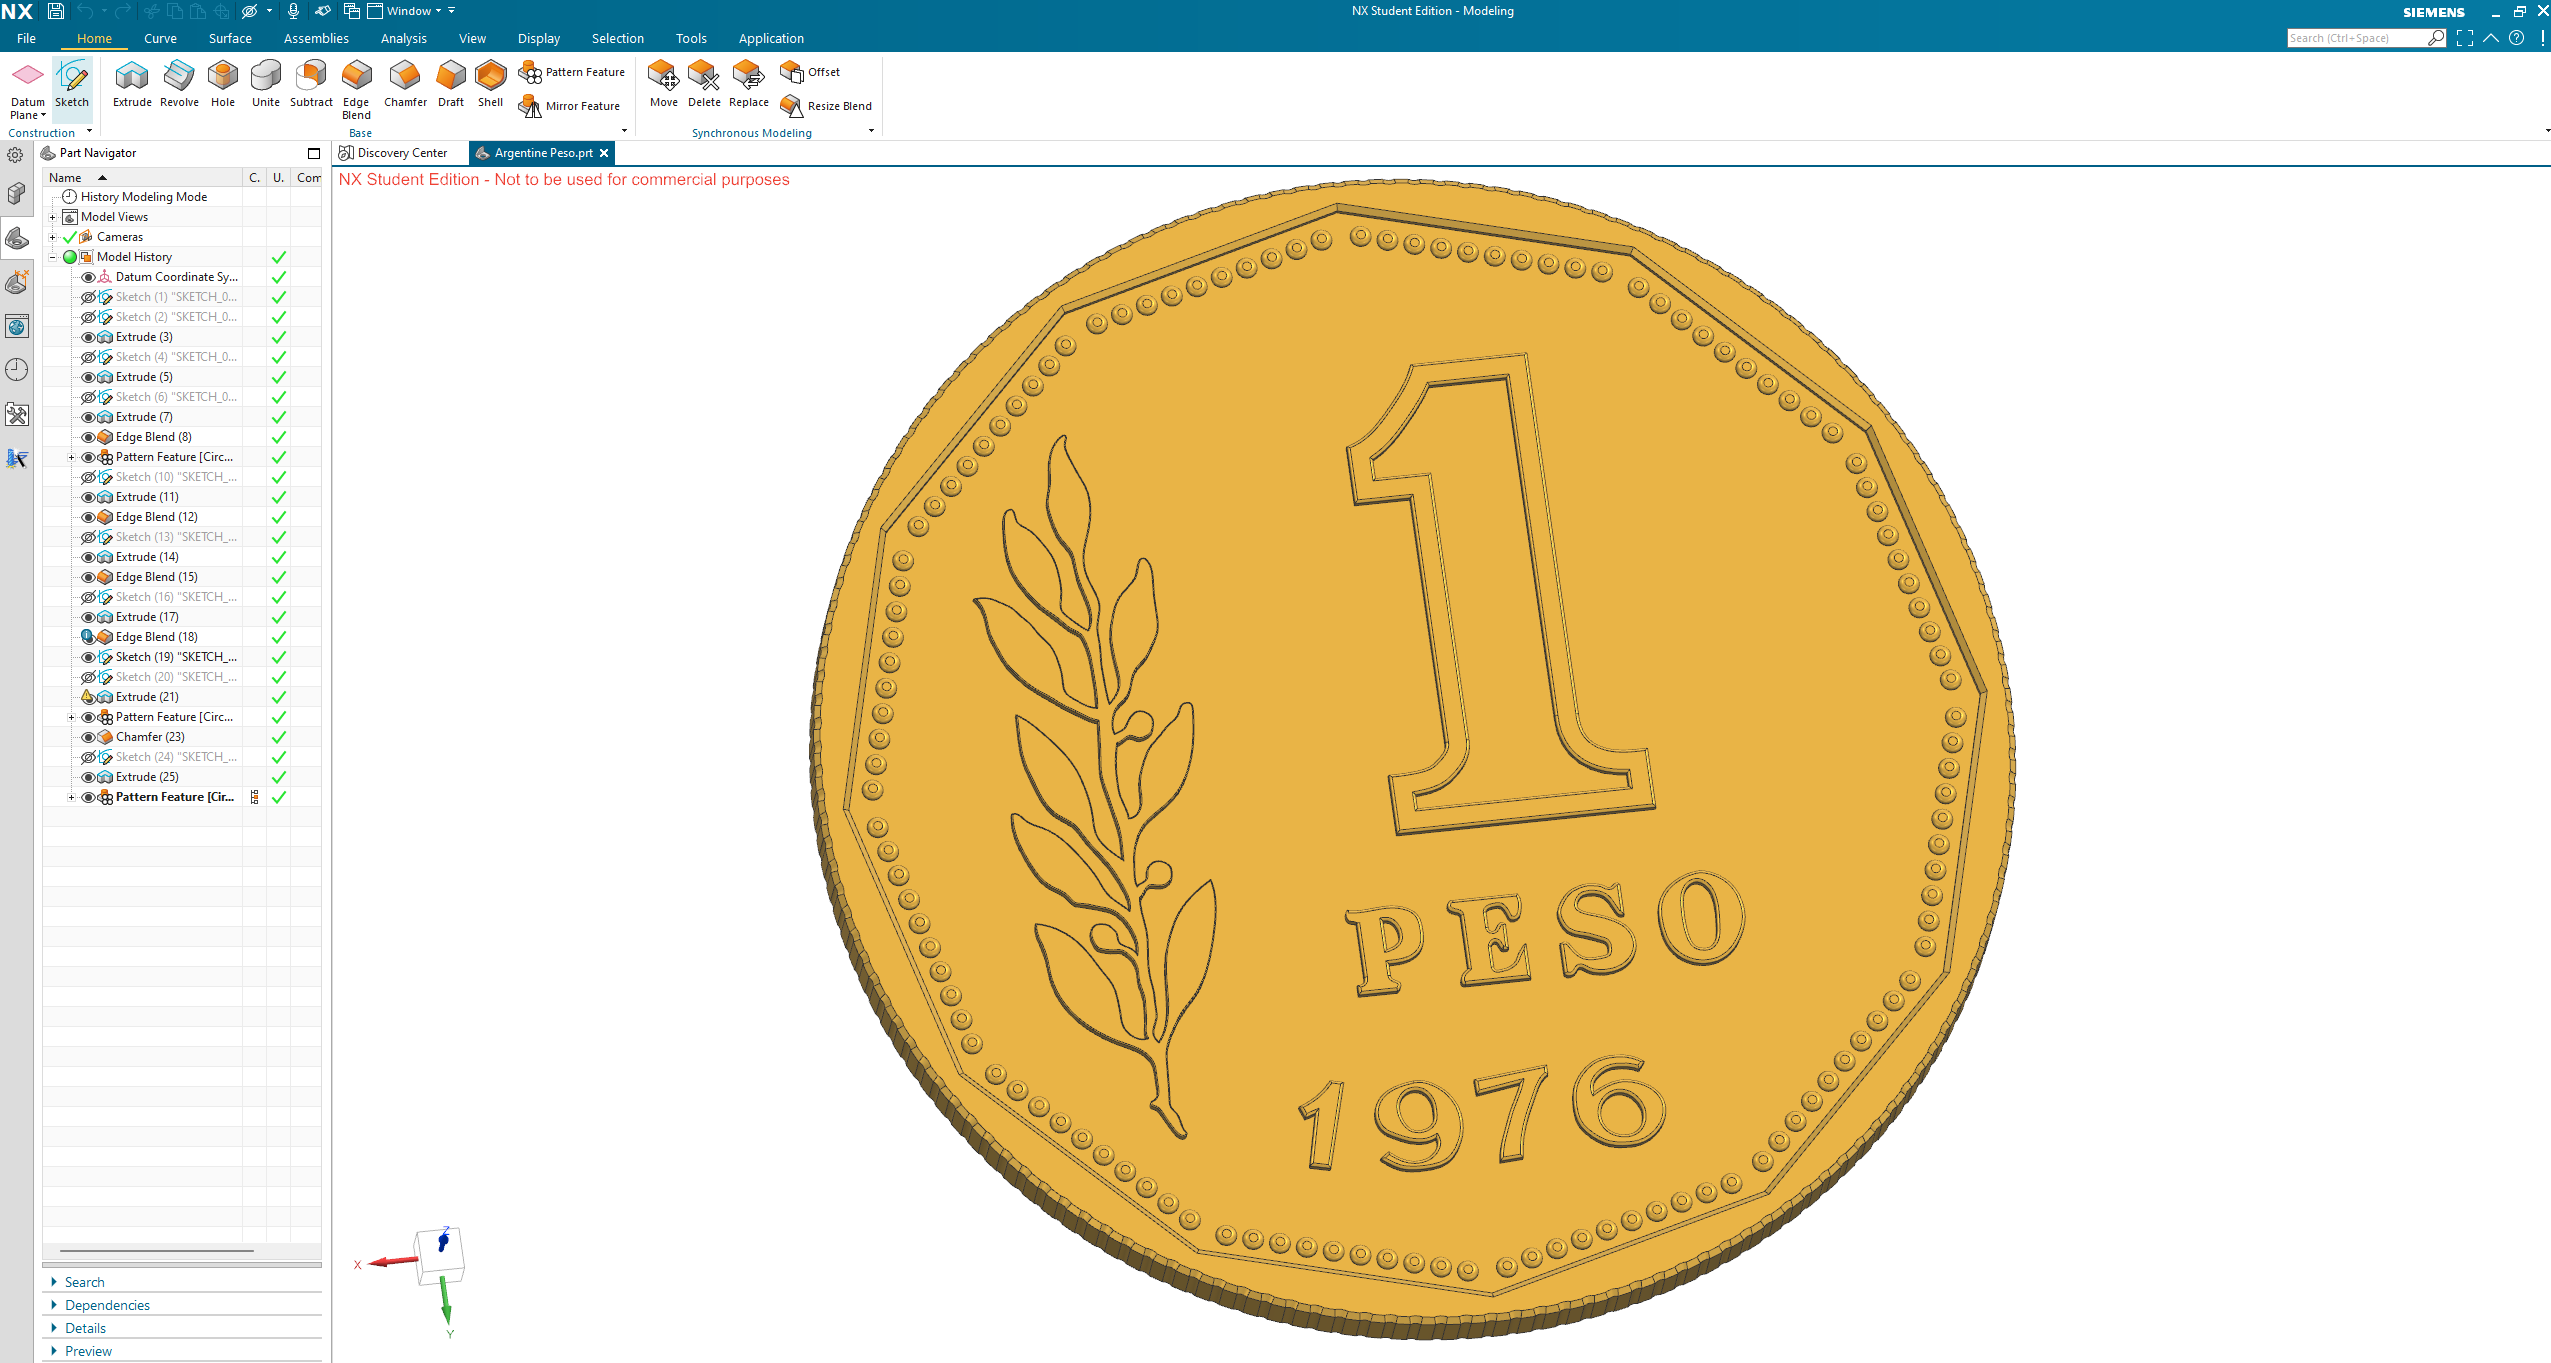 NX
Window
NX Student Edition - Modeling
SIEMENS
File
Home
Curve
Surface
Assemblies
Analysis
View
Display
Selection
Tools
Application
Search (Ctrl+Space)
Datum Plane
Sketch
Extrude
Revolve
Hole
Unite
Subtract
Edge Blend
Chamfer
Draft
Shell
Pattern Feature
Mirror Feature
Move
Delete
Replace
Offset
Resize Blend
Construction
Base
Synchronous Modeling
Part Navigator
Discovery Center
Argentine Peso.prt
Name
C.
U.
Com
NX Student Edition - Not to be used for commercial purposes
History Modeling Mode
Model Views
Cameras
Model History
Datum Coordinate Sy...
Sketch (1) "SKETCH_0...
Sketch (2) "SKETCH_0...
Extrude (3)
Sketch (4) "SKETCH_0...
Extrude (5)
Sketch (6) "SKETCH_0...
Extrude (7)
Edge Blend (8)
Pattern Feature [Circ...
Sketch (10) "SKETCH_...
Extrude (11)
Edge Blend (12)
Sketch (13) "SKETCH_...
Extrude (14)
Edge Blend (15)
Sketch (16) "SKETCH_...
Extrude (17)
Edge Blend (18)
Sketch (19) "SKETCH_...
Sketch (20) "SKETCH_...
Extrude (21)
Pattern Feature [Circ...
Chamfer (23)
Sketch (24) "SKETCH_...
Extrude (25)
Pattern Feature [Cir...
1
PESO
1976
Z
X
Y
Search
Dependencies
Details
Preview